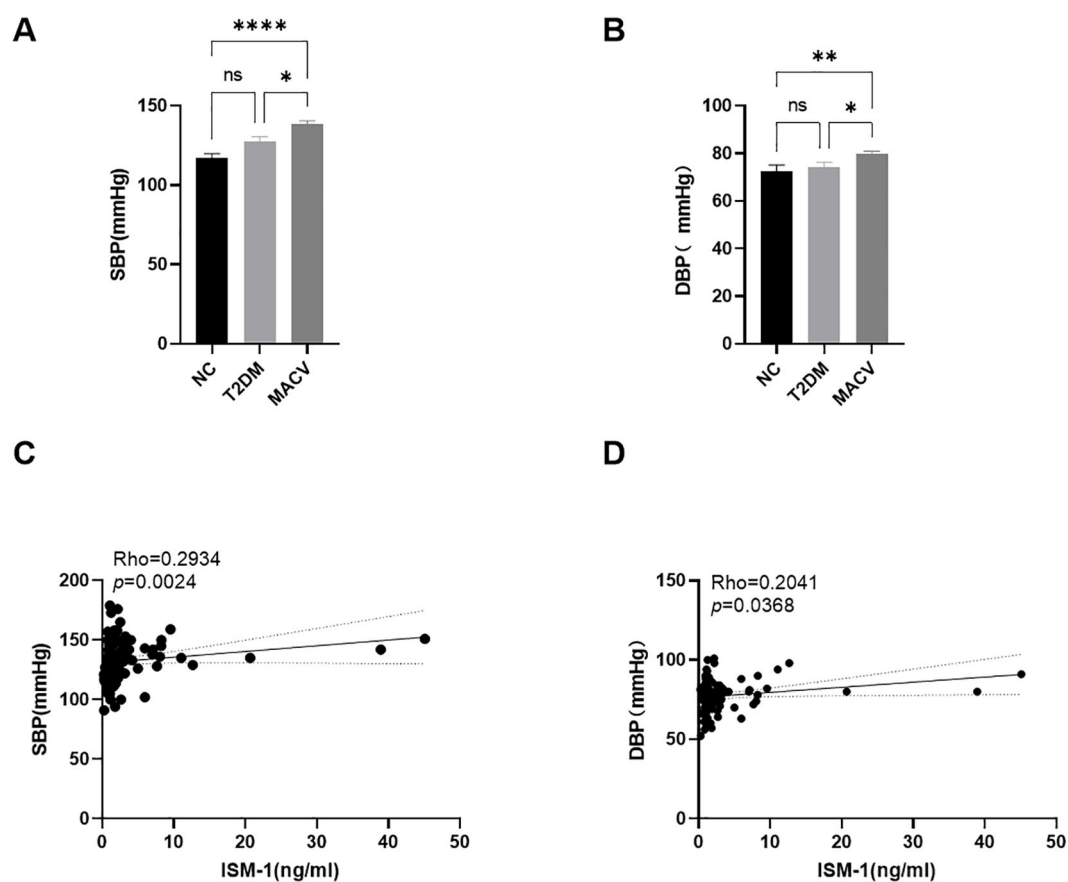 A
****
ns *
SBP(mmHg)
150
100
50
0
NC
T2DM
MACV
B
**
ns *
DBP( mmHg)
100
80
60
40
20
0
NC
T2DM
MACV
C
Rho=0.2934
p=0.0024
SBP(mmHg)
200
150
100
50
0
0 10 20 30 40 50
ISM-1(ng/ml)
D
Rho=0.2041
p=0.0368
DBP(mmHg)
150
100
50
0
0 10 20 30 40 50
ISM-1(ng/ml)